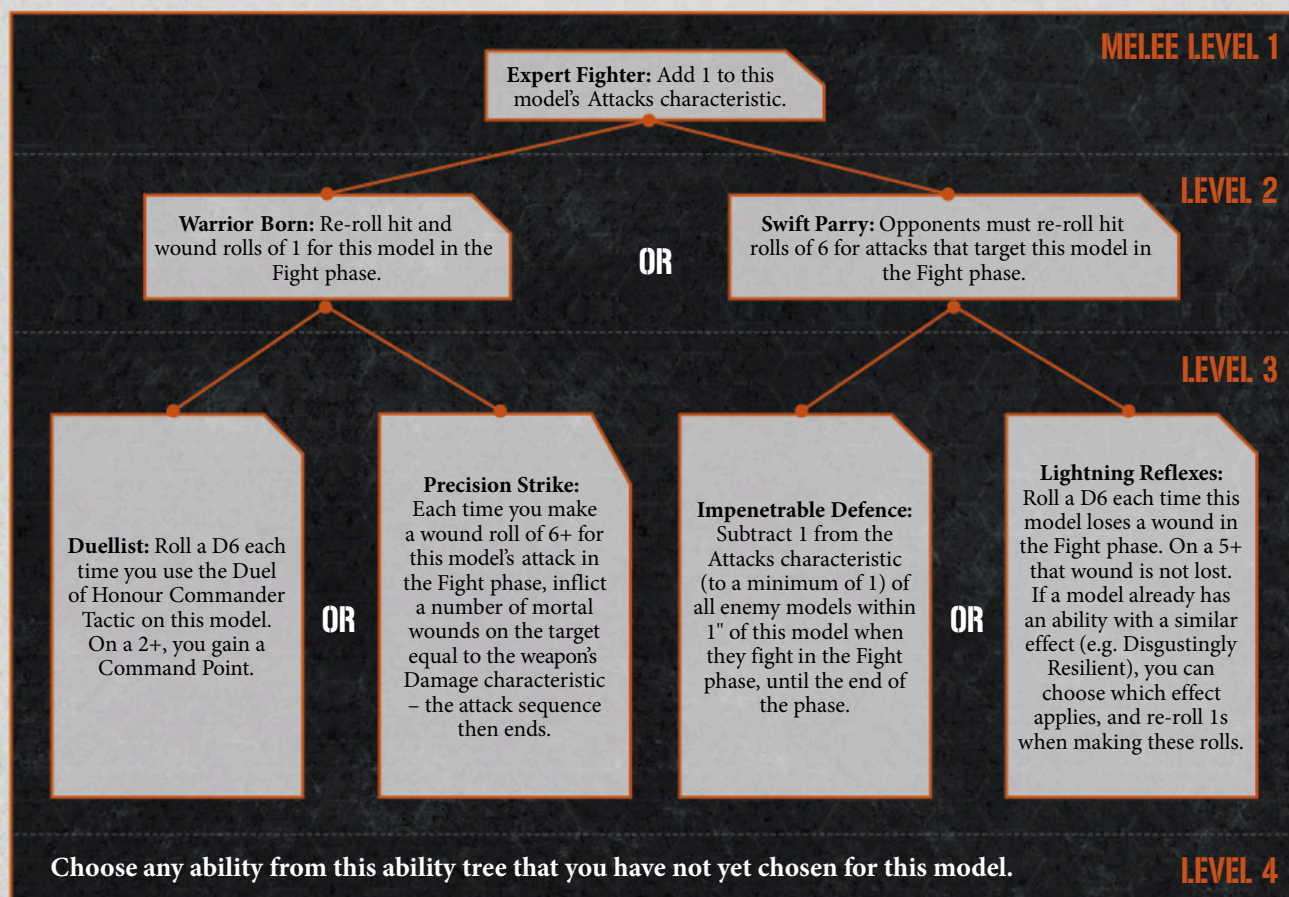 MELEE LEVEL 1
Expert Fighter: Add 1 to this
model's Attacks characteristic.
LEVEL 2
Warrior Born: Re-roll hit and
wound rolls of 1 for this model in the
Fight phase.
OR
Swift Parry: Opponents must re-roll hit
rolls of 6 for attacks that target this model in
the Fight phase.
LEVEL 3
Duellist: Roll a D6 each
time you use the Duel
of Honour Commander
Tactic on this model.
On a 2+, you gain a
Command Point.
OR
Precision Strike:
Each time you make
a wound roll of 6+ for
this model's attack in
the Fight phase, inflict
a number of mortal
wounds on the target
equal to the weapon's
Damage characteristic
– the attack sequence
then ends.
Impenetrable Defence:
Subtract 1 from the
Attacks characteristic
(to a minimum of 1) of
all enemy models within
1" of this model when
they fight in the Fight
phase, until the end of
the phase.
OR
Lightning Reflexes:
Roll a D6 each time this
model loses a wound in
the Fight phase. On a 5+
that wound is not lost.
If a model already has
an ability with a similar
effect (e.g. Disgustingly
Resilient), you can
choose which effect
applies, and re-roll 1s
when making these rolls.
Choose any ability from this ability tree that you have not yet chosen for this model.
LEVEL 4